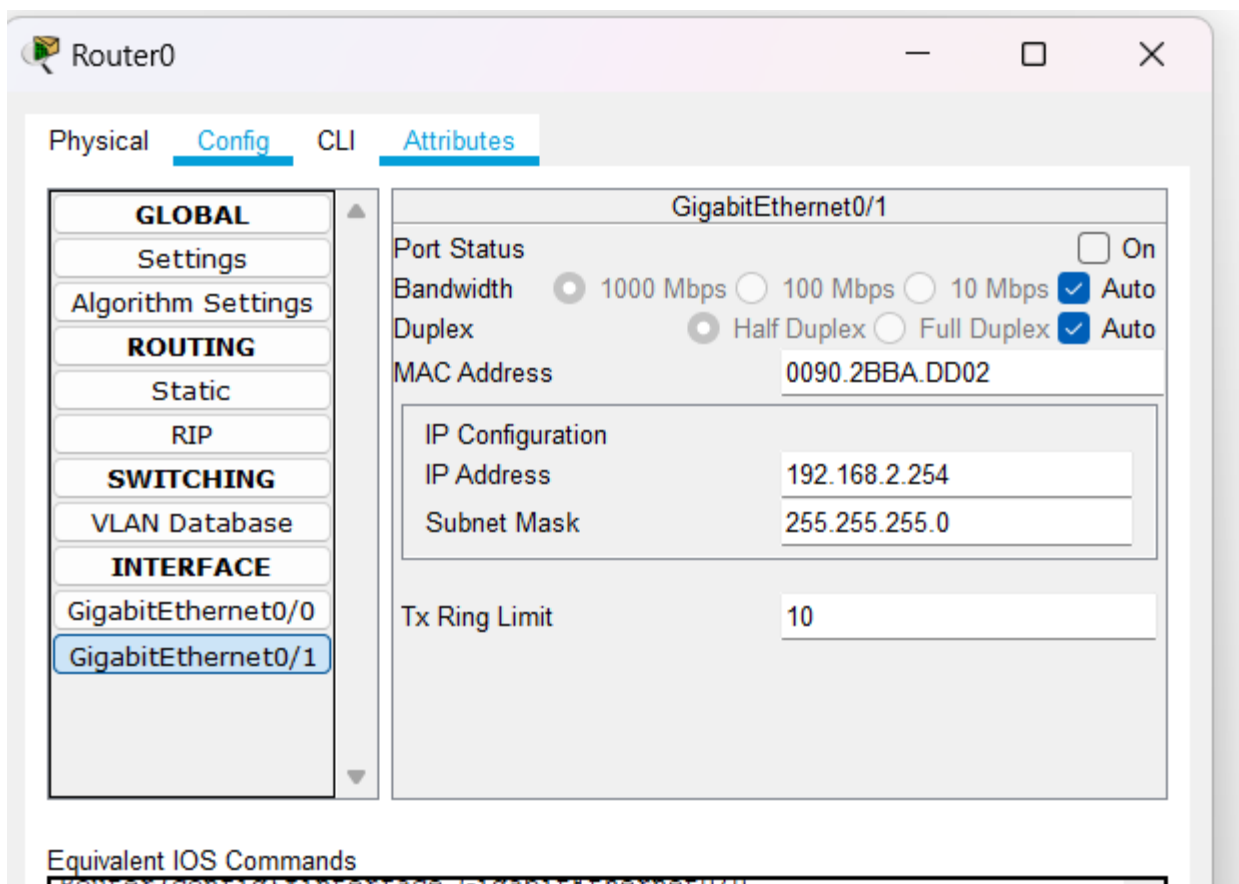 Router0
Physical Config CLI Attributes
GLOBAL
Settings
Algorithm Settings
ROUTING
Static
RIP
SWITCHING
VLAN Database
INTERFACE
GigabitEthernet0/0
GigabitEthernet0/1
GigabitEthernet0/1
Port Status On
Bandwidth 1000 Mbps 100 Mbps 10 Mbps Auto
Duplex Half Duplex Full Duplex Auto
MAC Address 0090.2BBA.DD02
IP Configuration
IP Address 192.168.2.254
Subnet Mask 255.255.255.0
Tx Ring Limit 10
Equivalent IOS Commands